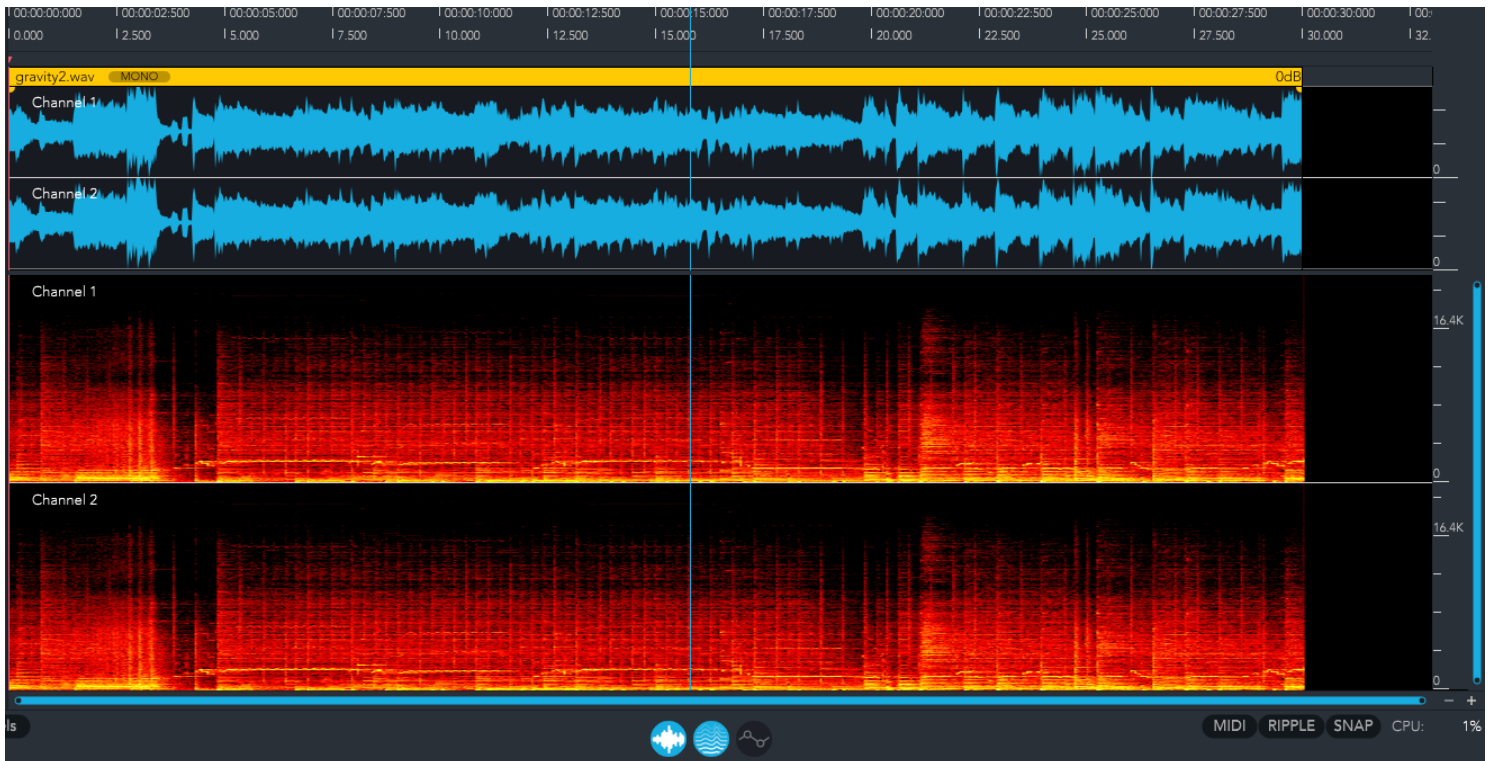 00:00:00:000 00:00:02:500 00:00:05:000 00:00:07:500 00:00:10:000 00:00:12:500 00:00:15:000 00:00:17:500 00:00:20:000 00:00:22:500 00:00:25:000 00:00:27:500 00:00:30:000 00:
0.000 2.500 5.000 7.500 10.000 12.500 15.000 17.500 20.000 22.500 25.000 27.500 30.000 32.
gravity2.wav MONO 0dB
Channel 1
0
Channel 2
0
Channel 1
16.4K
0
Channel 2
16.4K
0
els MIDI RIPPLE SNAP CPU: 1%